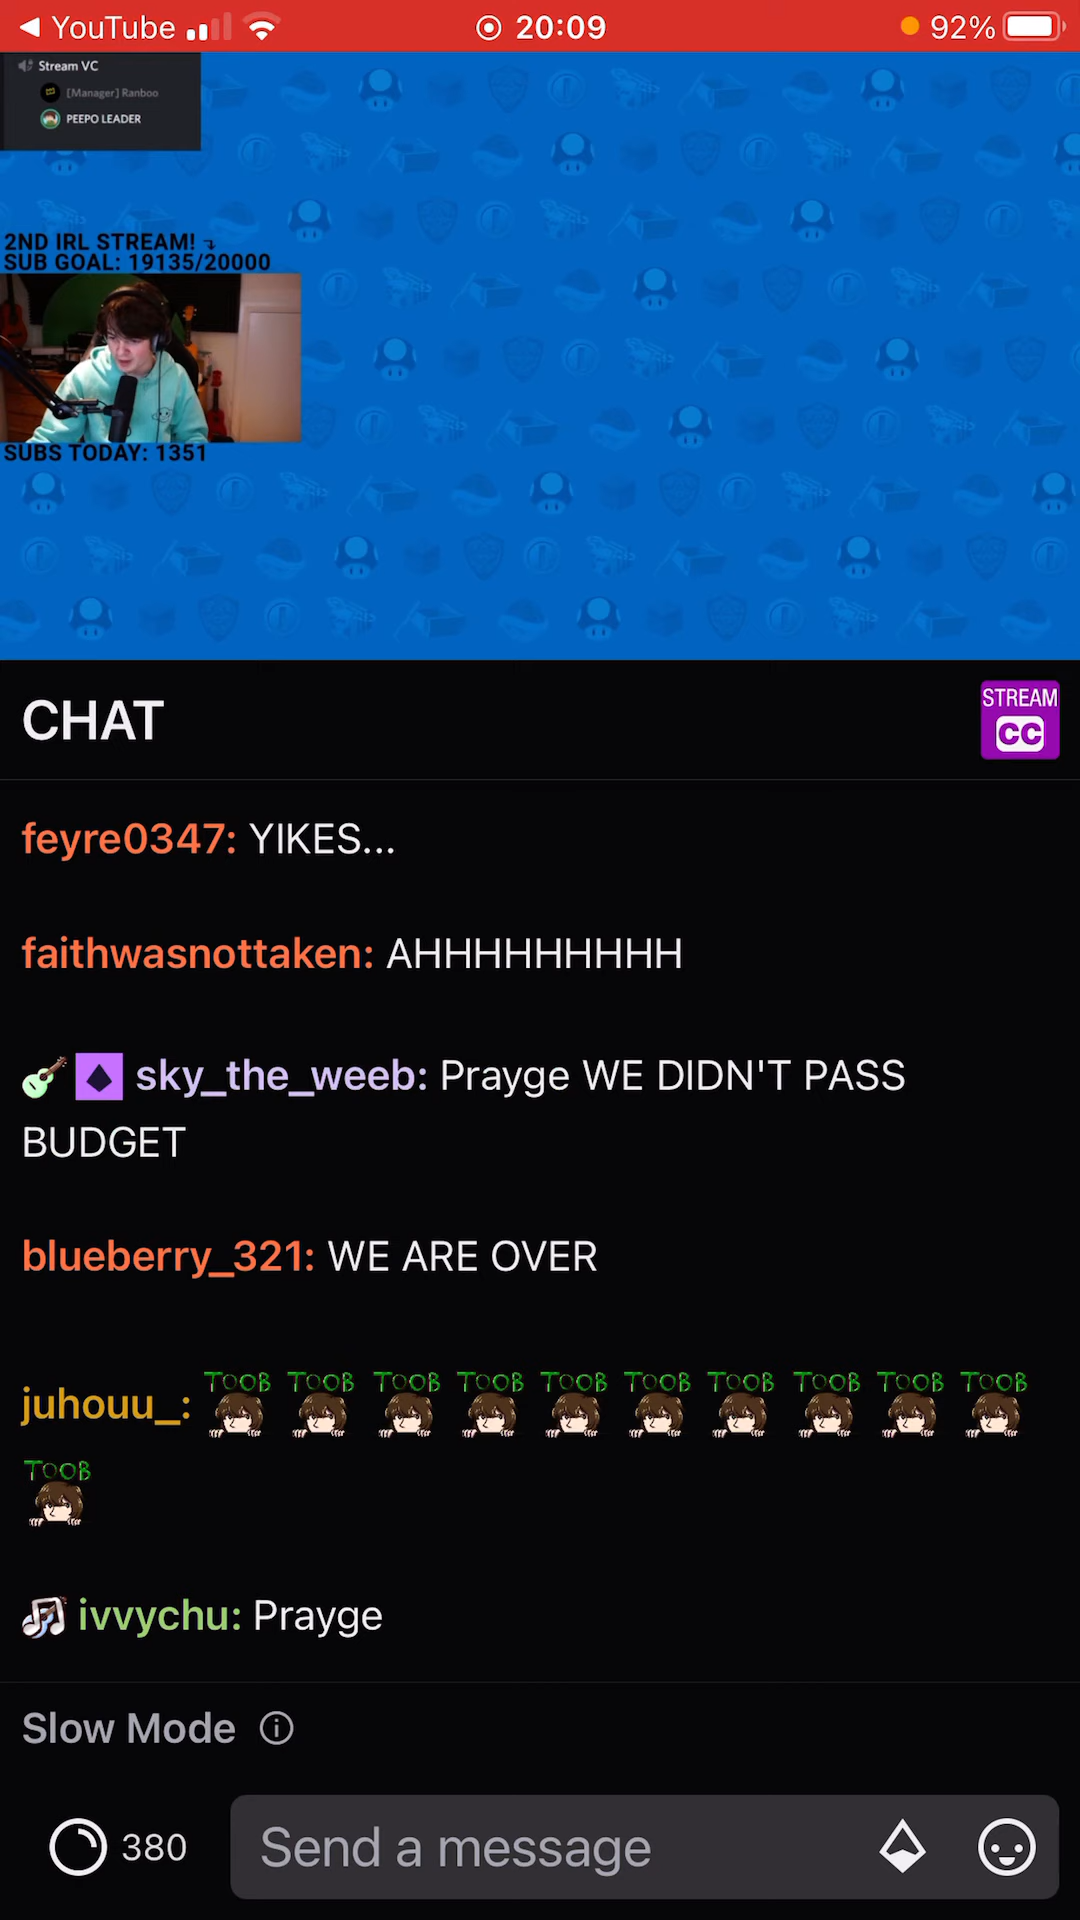 ◀ YouTube 20:09 92%
Stream VC
[Manager] Ranboo
PEEPO LEADER
2ND IRL STREAM! ⤵
SUB GOAL: 19135/20000
SUBS TODAY: 1351
CHAT
STREAM
CC
feyre0347: YIKES...
faithwasnottaken: AHHHHHHHHH
sky_the_weeb: Prayge WE DIDN'T PASS
BUDGET
blueberry_321: WE ARE OVER
juhouu_: TOOB TOOB TOOB TOOB TOOB TOOB TOOB TOOB TOOB TOOB
TOOB
ivvychu: Prayge
Slow Mode
380 Send a message